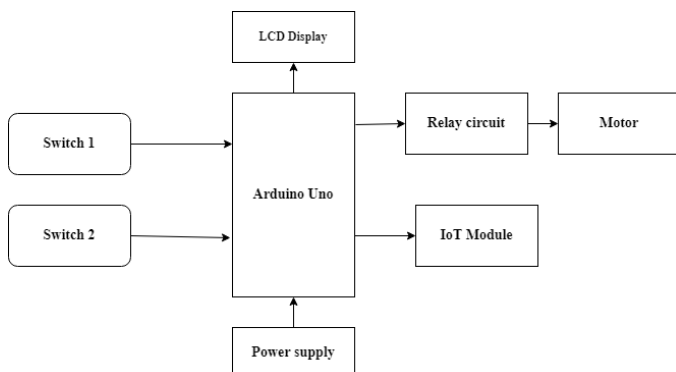 LCD Display
Switch 1
Relay circuit
Motor
Arduino Uno
Switch 2
IoT Module
Power supply